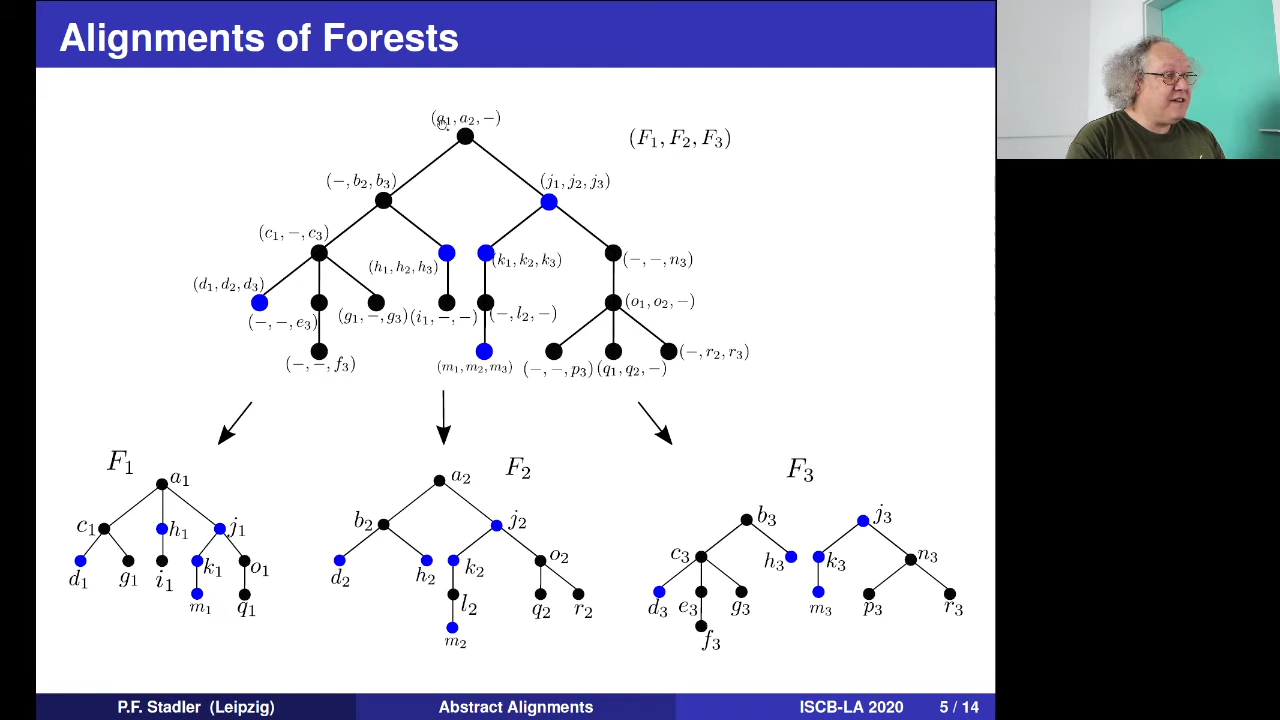 Alignments of Forests
(a₁, a₂, −)
(F₁, F₂, F₃)
(−, b₂, b₃)
(j₁, j₂, j₃)
(c₁, −, c₃)
(h₁, h₂, h₃)
(k₁, k₂, k₃)
(−, −, n₃)
(d₁, d₂, d₃)
(−, −, e₃)
(g₁, −, g₃)
(i₁, −, −)
(−, l₂, −)
(o₁, o₂, −)
(−, −, f₃)
(m₁, m₂, m₃)
(−, −, p₃)
(q₁, q₂, −)
(−, r₂, r₃)
F₁
a₁
c₁
h₁
j₁
d₁
g₁
i₁
k₁
o₁
m₁
q₁
F₂
a₂
b₂
j₂
d₂
h₂
k₂
o₂
l₂
q₂
r₂
m₂
F₃
b₃
j₃
c₃
h₃
k₃
n₃
d₃
e₃
g₃
m₃
p₃
r₃
f₃
P.F. Stadler (Leipzig)
Abstract Alignments
ISCB-LA 2020
5 / 14